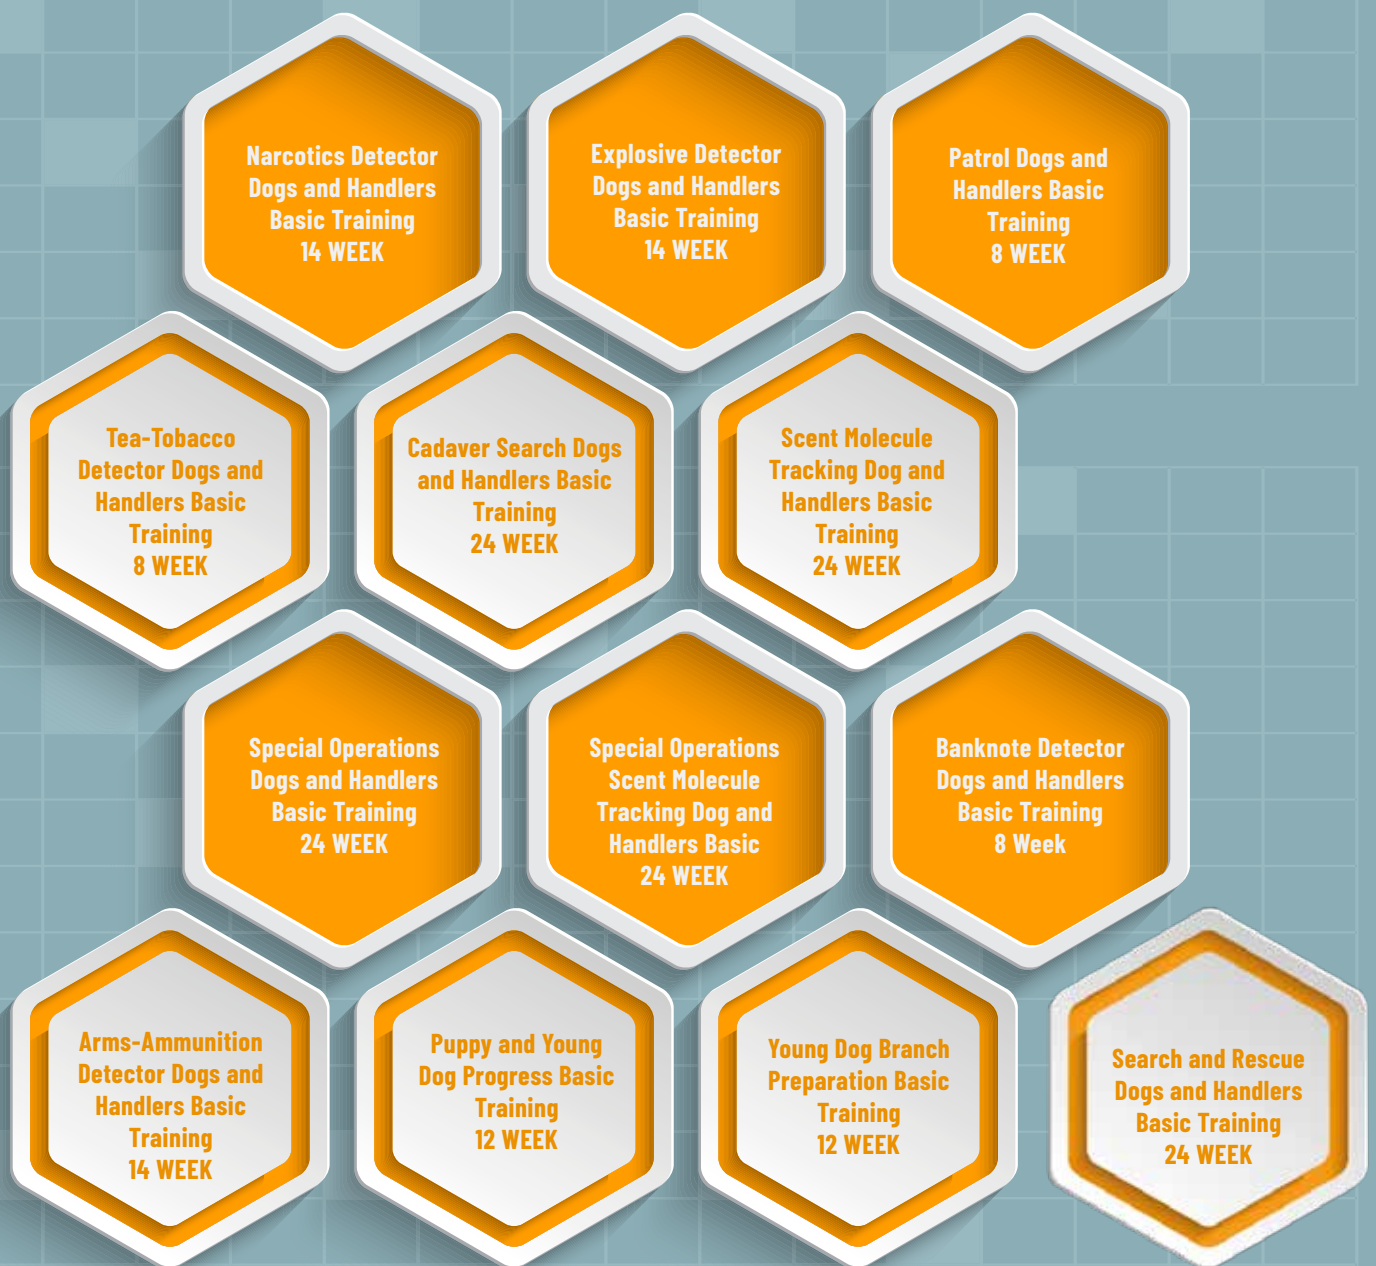 Narcotics Detector
Dogs and Handlers
Basic Training
14 WEEK
Explosive Detector
Dogs and Handlers
Basic Training
14 WEEK
Patrol Dogs and
Handlers Basic
Training
8 WEEK
Tea-Tobacco
Detector Dogs and
Handlers Basic
Training
8 WEEK
Cadaver Search Dogs
and Handlers Basic
Training
24 WEEK
Scent Molecule
Tracking Dog and
Handlers Basic
Training
24 WEEK
Special Operations
Dogs and Handlers
Basic Training
24 WEEK
Special Operations
Scent Molecule
Tracking Dog and
Handlers Basic
24 WEEK
Banknote Detector
Dogs and Handlers
Basic Training
8 Week
Arms-Ammunition
Detector Dogs and
Handlers Basic
Training
14 WEEK
Puppy and Young
Dog Progress Basic
Training
12 WEEK
Young Dog Branch
Preparation Basic
Training
12 WEEK
Search and Rescue
Dogs and Handlers
Basic Training
24 WEEK